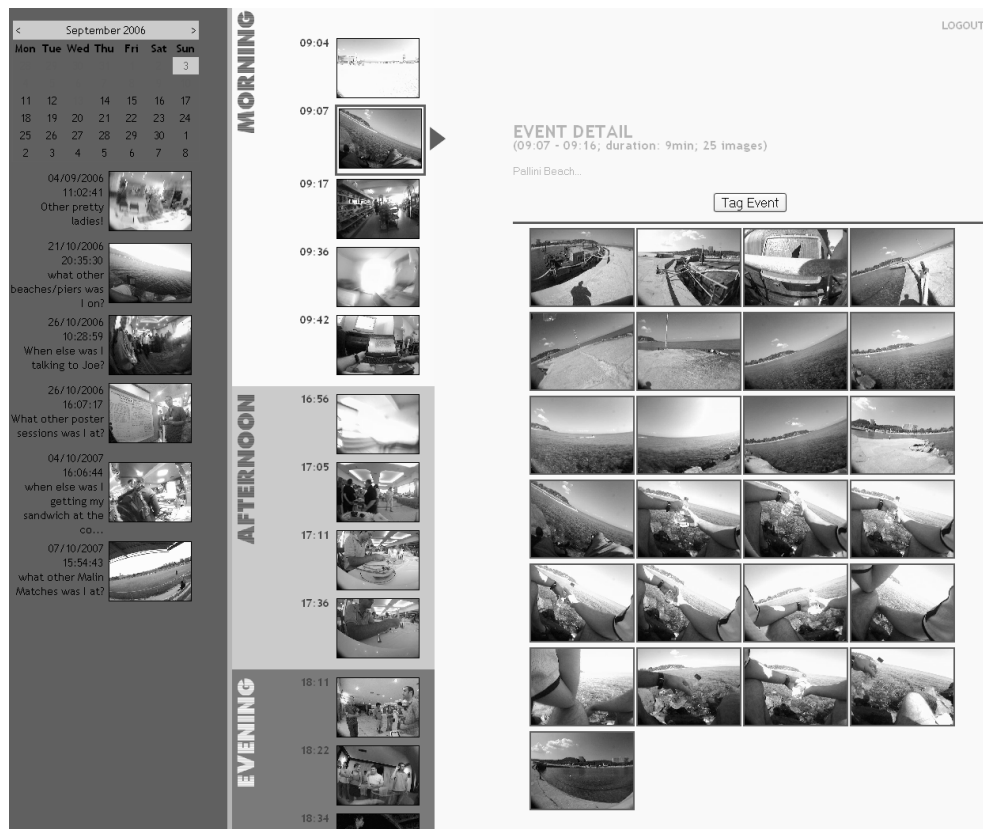 < September 2006 >
Mon Tue Wed Thu Fri Sat Sun
3
11 12 14 15 16 17
18 19 20 21 22 23 24
25 26 27 28 29 30 1
2 3 4 5 6 7 8
04/09/2006
11:02:41
Other pretty
ladies!
21/10/2006
20:35:30
what other
beaches/piers was
I on?
26/10/2006
10:28:59
When else was I
talking to Joe?
26/10/2006
16:07:17
What other poster
sessions was I at?
04/10/2007
16:06:44
when else was I
getting my
sandwich at the
co...
07/10/2007
15:54:43
what other Malin
Matches was I at?
MORNING
09:04
09:07
09:17
09:36
09:42
AFTERNOON
16:56
17:05
17:11
17:36
EVENING
18:11
18:22
18:34
LOGOUT
EVENT DETAIL
(09:07 - 09:16; duration: 9min; 25 images)
Pallini Beach...
Tag Event